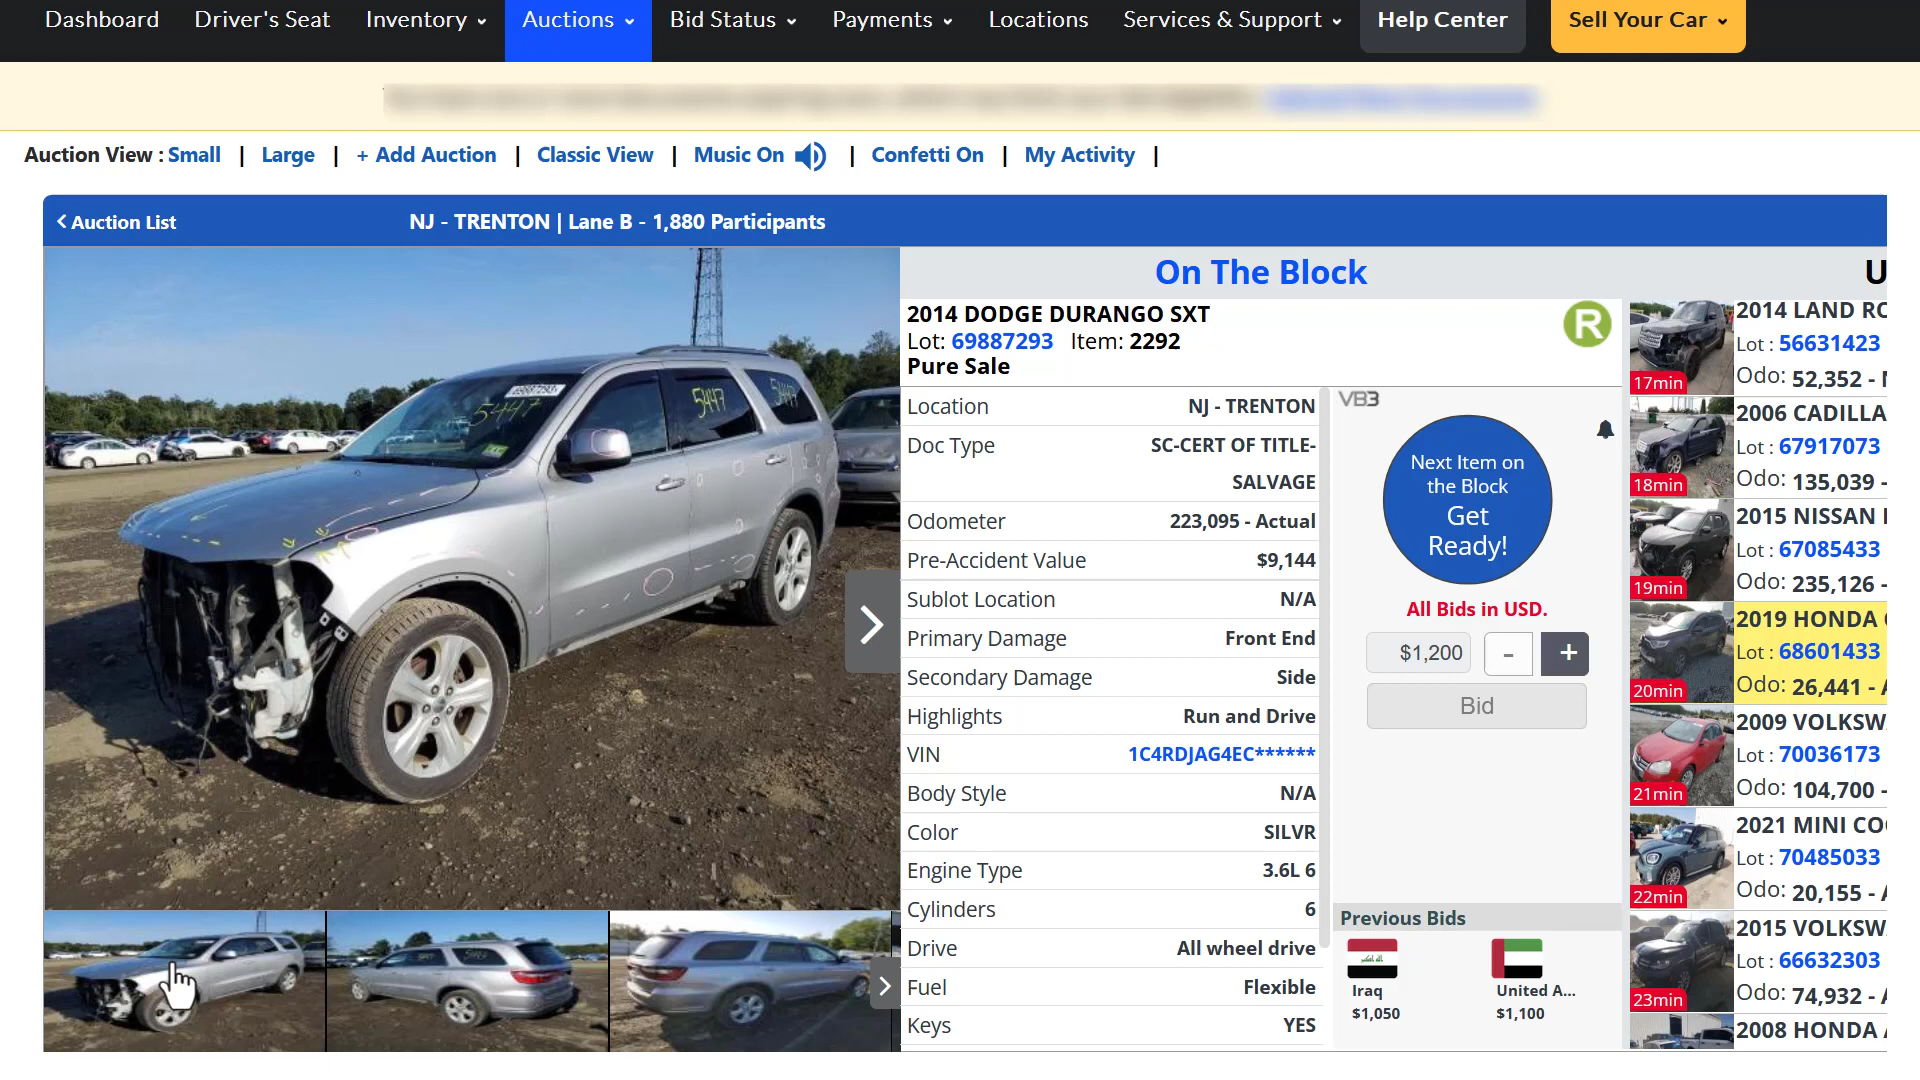 Dashboard
Driver's Seat
Inventory
Auctions
Bid Status
Payments
Locations
Services & Support
Help Center
Sell Your Car
Auction View : Small | Large | + Add Auction | Classic View | Music On | Confetti On | My Activity |
Auction List
NJ - TRENTON | Lane B - 1,880 Participants
69887293
5447
5447
5447
On The Block
2014 DODGE DURANGO SXT
Lot: 69887293 Item: 2292
Pure Sale
R
Location NJ - TRENTON
Doc Type SC-CERT OF TITLE-
SALVAGE
Odometer 223,095 - Actual
Pre-Accident Value $9,144
Sublot Location N/A
Primary Damage Front End
Secondary Damage Side
Highlights Run and Drive
VIN 1C4RDJAG4EC******
Body Style N/A
Color SILVR
Engine Type 3.6L 6
Cylinders 6
Drive All wheel drive
Fuel Flexible
Keys YES
VB3
Next Item on
the Block
Get
Ready!
All Bids in USD.
$1,200 - +
Bid
Previous Bids
Iraq
$1,050
United A...
$1,100
U
2014 LAND RO
Lot : 56631423
Odo: 52,352 -
17min
2006 CADILLA
Lot : 67917073
Odo: 135,039 -
18min
2015 NISSAN
Lot : 67085433
Odo: 235,126 -
19min
2019 HONDA
Lot : 68601433
Odo: 26,441 - A
20min
2009 VOLKSW
Lot : 70036173
Odo: 104,700 -
21min
2021 MINI CO
Lot : 70485033
Odo: 20,155 - A
22min
2015 VOLKSW
Lot : 66632303
Odo: 74,932 - A
23min
2008 HONDA A